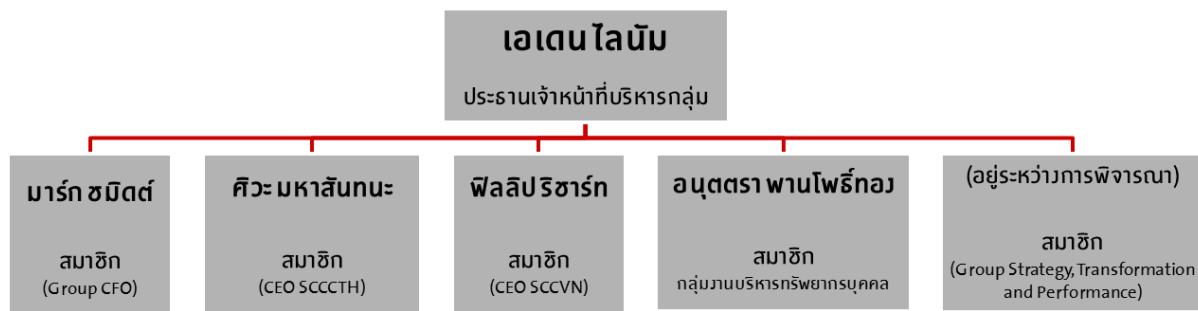 เอเดน ไลนัม
ประธานเจ้าหน้าที่บริหารกลุ่ม
มาร์ก ชมิดต์
สมาชิก
(Group CFO)
ศิวะ มหาสันทนะ
สมาชิก
(CEO SCCCTH)
ฟิลลิป ริชาร์ท
สมาชิก
(CEO SCCVN)
อนุตตรา พานโพธิ์ทอง
สมาชิก
กลุ่มงานบริหารทรัพยากรบุคคล
(อยู่ระหว่างการพิจารณา)
สมาชิก
(Group Strategy, Transformation
and Performance)